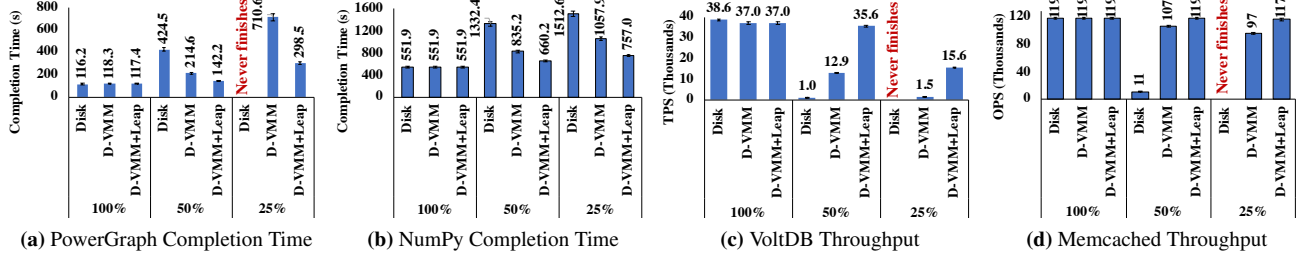 Completion Time (s)
800
600
400
200
0
116.2
118.3
117.4
424.5
214.6
142.2
Never finishes
710.6
298.5
Disk
D-VMM
D-VMM+Leap
Disk
D-VMM
D-VMM+Leap
Disk
D-VMM
D-VMM+Leap
100%
50%
25%
(a) PowerGraph Completion Time
Completion Time (s)
1600
1200
800
400
0
551.9
551.9
551.9
1332.4
835.2
660.2
1512.6
1057.9
757.0
Disk
D-VMM
D-VMM+Leap
Disk
D-VMM
D-VMM+Leap
Disk
D-VMM
D-VMM+Leap
100%
50%
25%
(b) NumPy Completion Time
TPS (Thousands)
40
30
20
10
0
38.6
37.0
37.0
1.0
12.9
35.6
Never finishes
1.5
15.6
Disk
D-VMM
D-VMM+Leap
Disk
D-VMM
D-VMM+Leap
Disk
D-VMM
D-VMM+Leap
100%
50%
25%
(c) VoltDB Throughput
OPS (Thousands)
120
90
60
30
0
119
119
119
11
107
119
Never finishes
97
117
Disk
D-VMM
D-VMM+Leap
Disk
D-VMM
D-VMM+Leap
Disk
D-VMM
D-VMM+Leap
100%
50%
25%
(d) Memcached Throughput